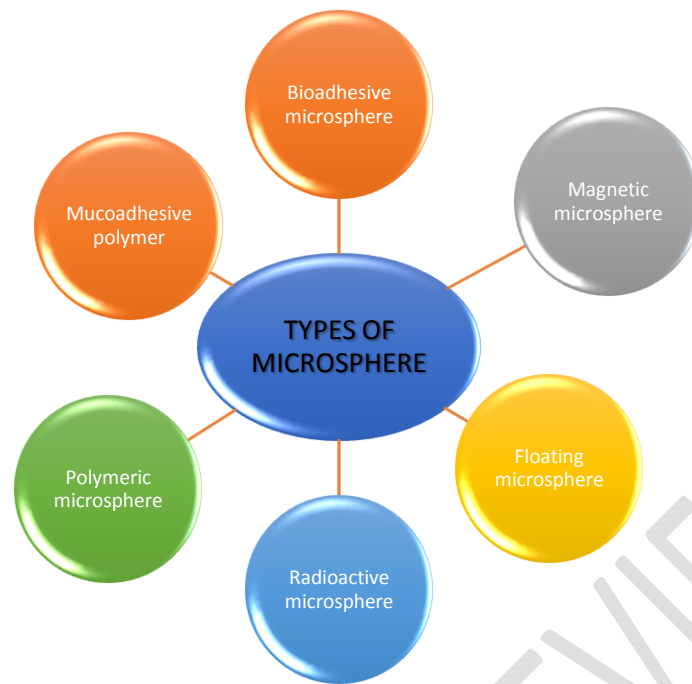 Bioadhesive
microsphere
Magnetic
microsphere
Mucoadhesive
polymer
TYPES OF
MICROSPHERE
Floating
microsphere
Polymeric
microsphere
Radioactive
microsphere